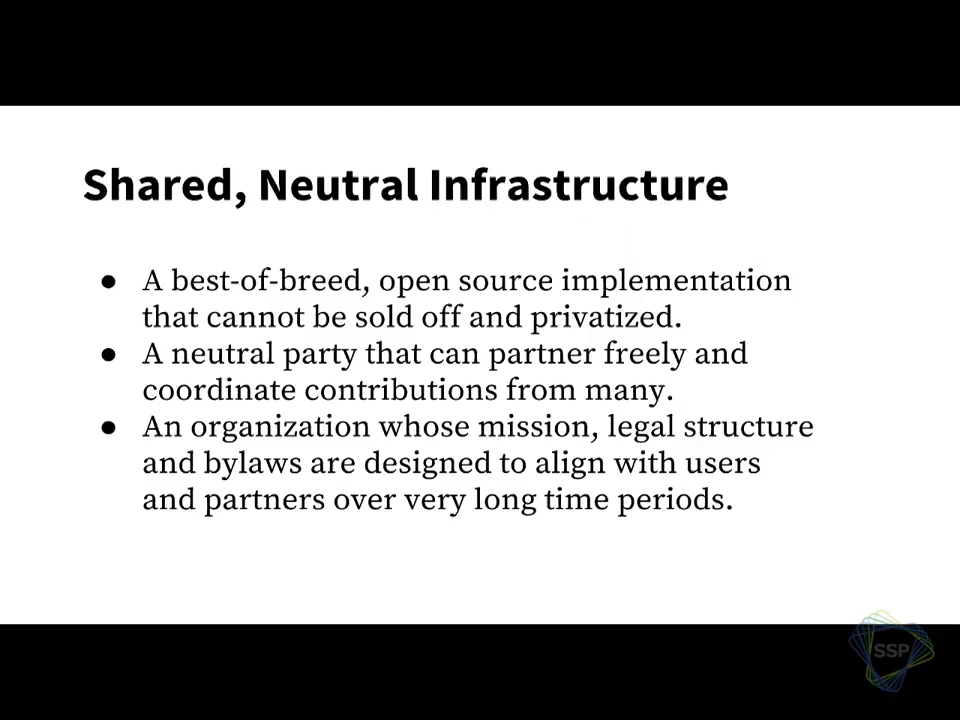 Shared, Neutral Infrastructure
● A best-of-breed, open source implementation
that cannot be sold off and privatized.
● A neutral party that can partner freely and
coordinate contributions from many.
● An organization whose mission, legal structure
and bylaws are designed to align with users
and partners over very long time periods.
SSP